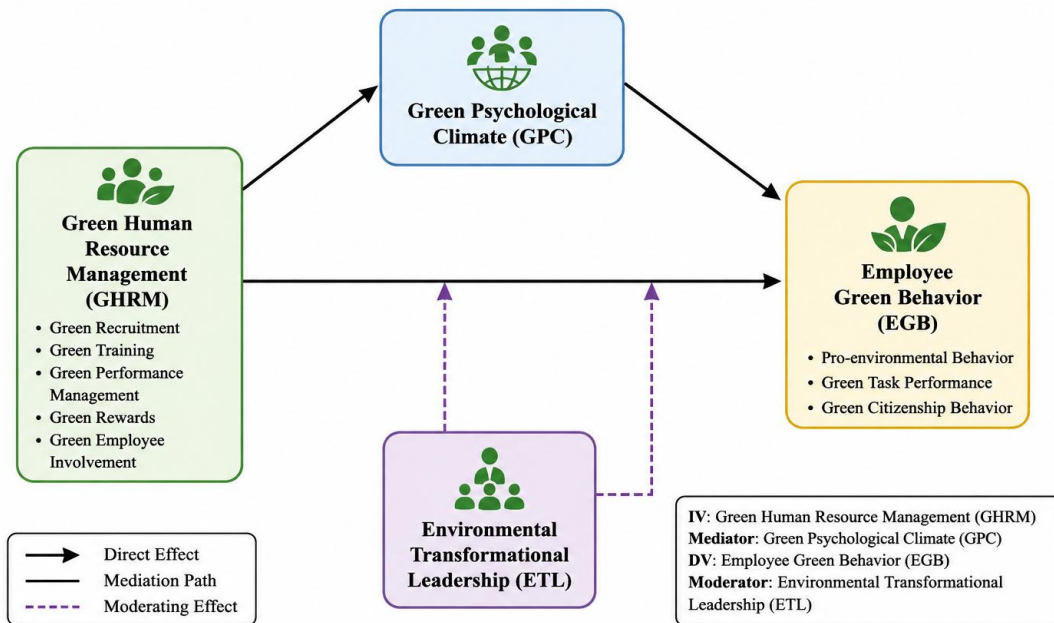 Green Psychological
Climate (GPC)
Green Human
Resource
Management
(GHRM)
• Green Recruitment
• Green Training
• Green Performance
Management
• Green Rewards
• Green Employee
Involvement
Employee
Green Behavior
(EGB)
• Pro-environmental Behavior
• Green Task Performance
• Green Citizenship Behavior
Environmental
Transformational
Leadership (ETL)
Direct Effect
Mediation Path
Moderating Effect
IV: Green Human Resource Management (GHRM)
Mediator: Green Psychological Climate (GPC)
DV: Employee Green Behavior (EGB)
Moderator: Environmental Transformational
Leadership (ETL)